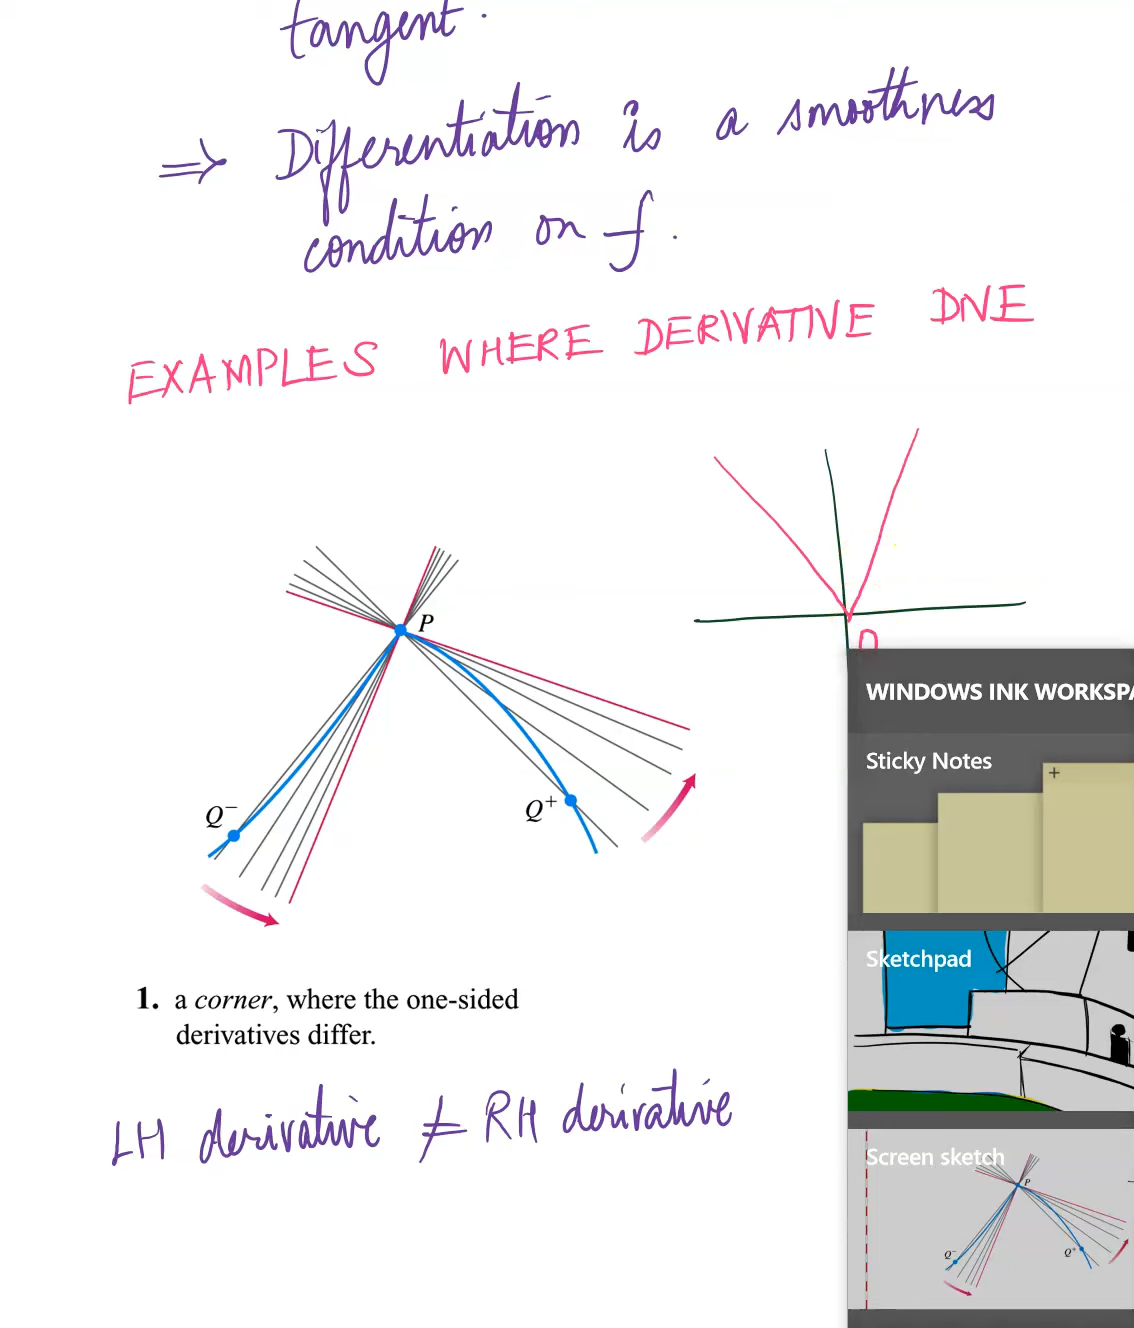 tangent.
⇒ Differentiation is a smoothness
condition on f.
EXAMPLES WHERE DERIVATIVE DNE
P
Q⁻
Q⁺
1. a corner, where the one-sided
derivatives differ.
LH derivative ≠ RH derivative
WINDOWS INK WORKSPA
Sticky Notes
+
Sketchpad
Screen sketch
P
Q⁻
Q⁺